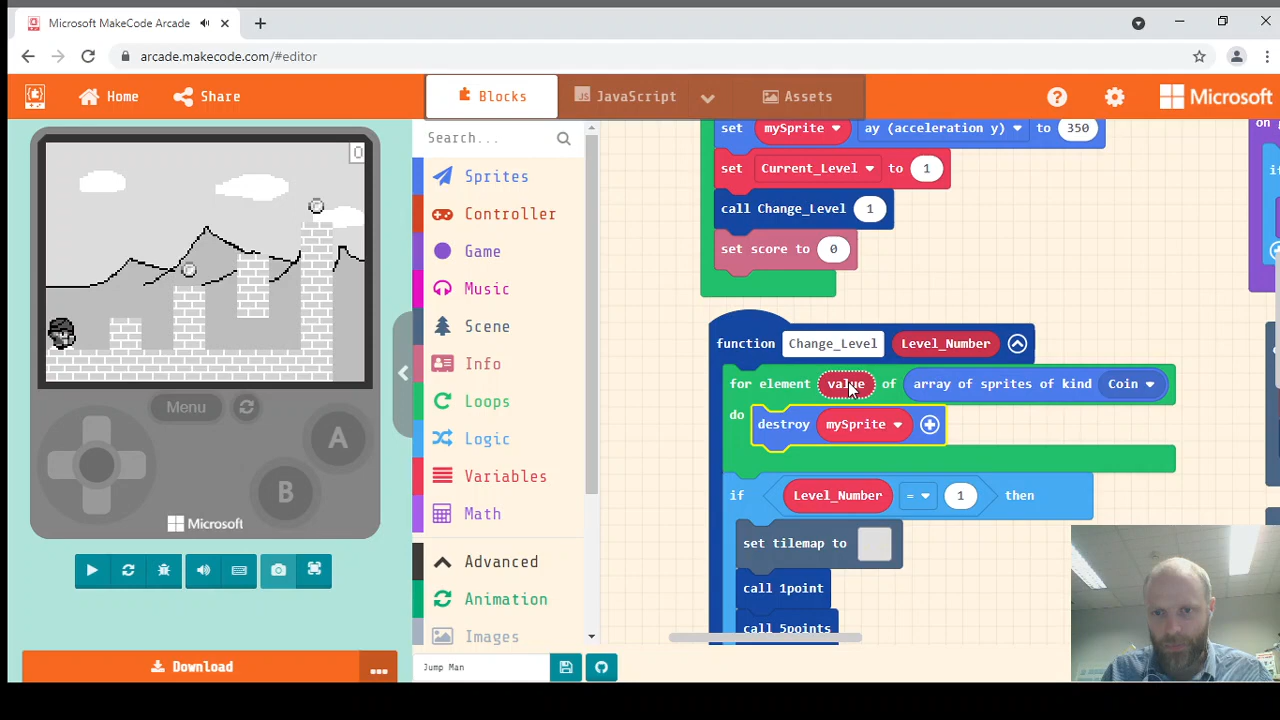 Microsoft MakeCode Arcade
arcade.makecode.com/#editor
Home
Share
Blocks
JavaScript
Assets
Microsoft
0
Menu
A
B
Microsoft
Download
...
Search...
Sprites
Controller
Game
Music
Scene
Info
Loops
Logic
Variables
Math
Advanced
Animation
Images
Jump Man
set mySprite ay (acceleration y) to 350
set Current_Level to 1
call Change_Level 1
set score to 0
function Change_Level Level_Number
for element value of array of sprites of kind Coin
do
destroy mySprite
if Level_Number = 1 then
set tilemap to
call 1point
call 5points
on
if